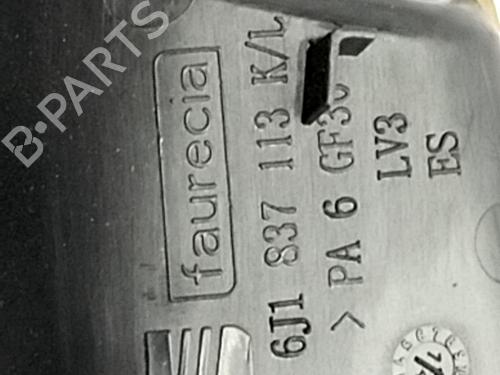 B-PARTS
faurecia
6J1 837 113 K/L
> PA 6 GF30
LV3
ES